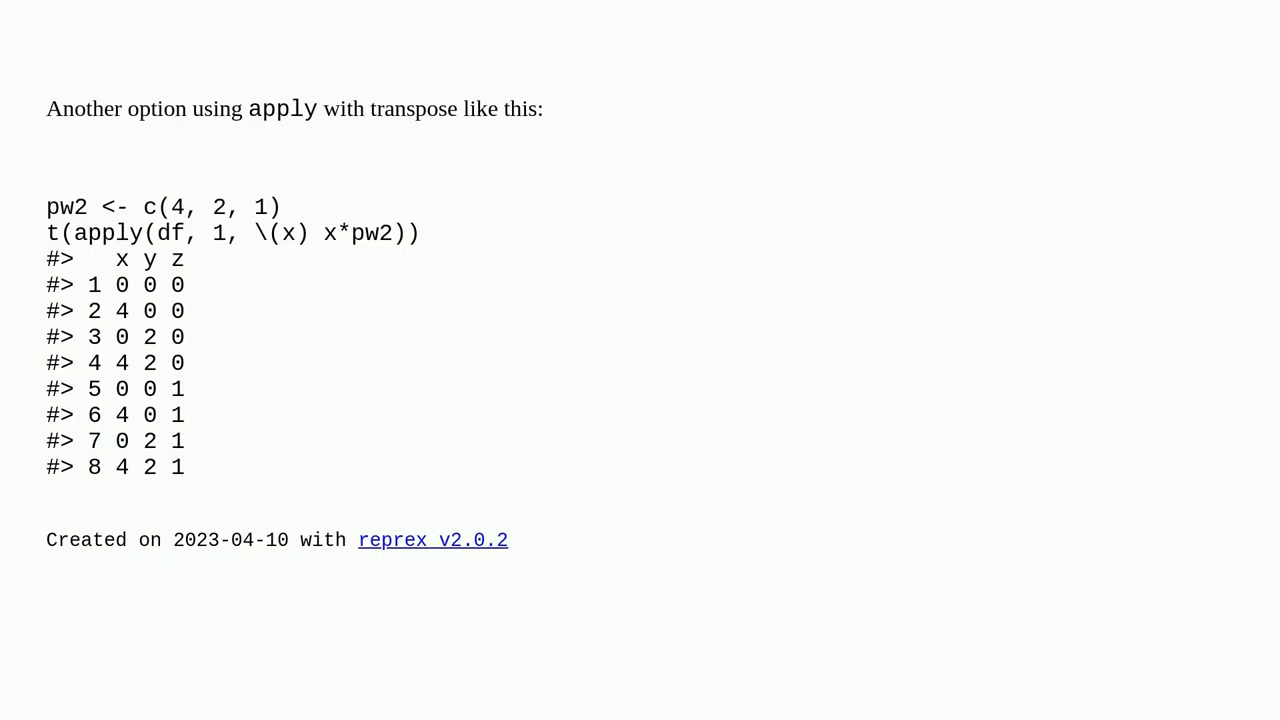 Another option using apply with transpose like this:
pw2 <- c(4, 2, 1)
t(apply(df, 1, \(x) x*pw2))
#>   x y z
#> 1 0 0 0
#> 2 4 0 0
#> 3 0 2 0
#> 4 4 2 0
#> 5 0 0 1
#> 6 4 0 1
#> 7 0 2 1
#> 8 4 2 1
Created on 2023-04-10 with reprex v2.0.2